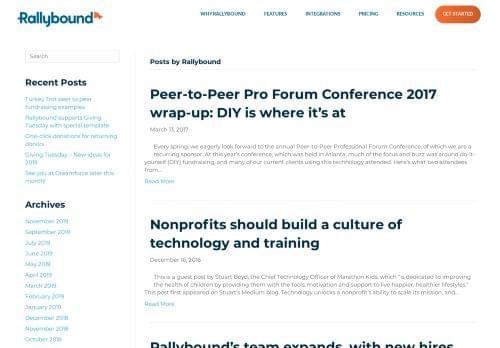 Rallybound
WHY RALLYBOUND
FEATURES
INTEGRATIONS
PRICING
RESOURCES
GET STARTED
Search
Recent Posts
Turkey Trot peer to peer
fundraising examples
Rallybound supports Giving
Tuesday with special template
One-click donations for returning
donors
Giving Tuesday – New ideas for
2019
See you at Dreamforce later this
month!
Archives
November 2019
September 2019
July 2019
June 2019
May 2019
April 2019
March 2019
February 2019
January 2019
December 2018
November 2018
October 2018
Posts by Rallybound
Peer-to-Peer Pro Forum Conference 2017
wrap-up: DIY is where it's at
March 13, 2017
Every spring, we eagerly look forward to the annual Peer-to-Peer Professional Forum Conference, of which we are a
recurring sponsor. At this year's conference, which was held in Atlanta, much of the focus and buzz was around do-it-
yourself (DIY) fundraising, and many of our current clients using this technology attended. Here's what two attendees
from...
Read More
Nonprofits should build a culture of
technology and training
December 16, 2016
This is a guest post by Stuart Boyd, the Chief Technology Officer of Marathon Kids, which "is dedicated to improving
the health of children by providing them with the tools, motivation and support to live happier, healthier lifestyles."
This post first appeared on Stuart's Medium blog. Technology unlocks a nonprofit's ability to scale its mission, and...
Read More
Rallybound's team expands, with new hires